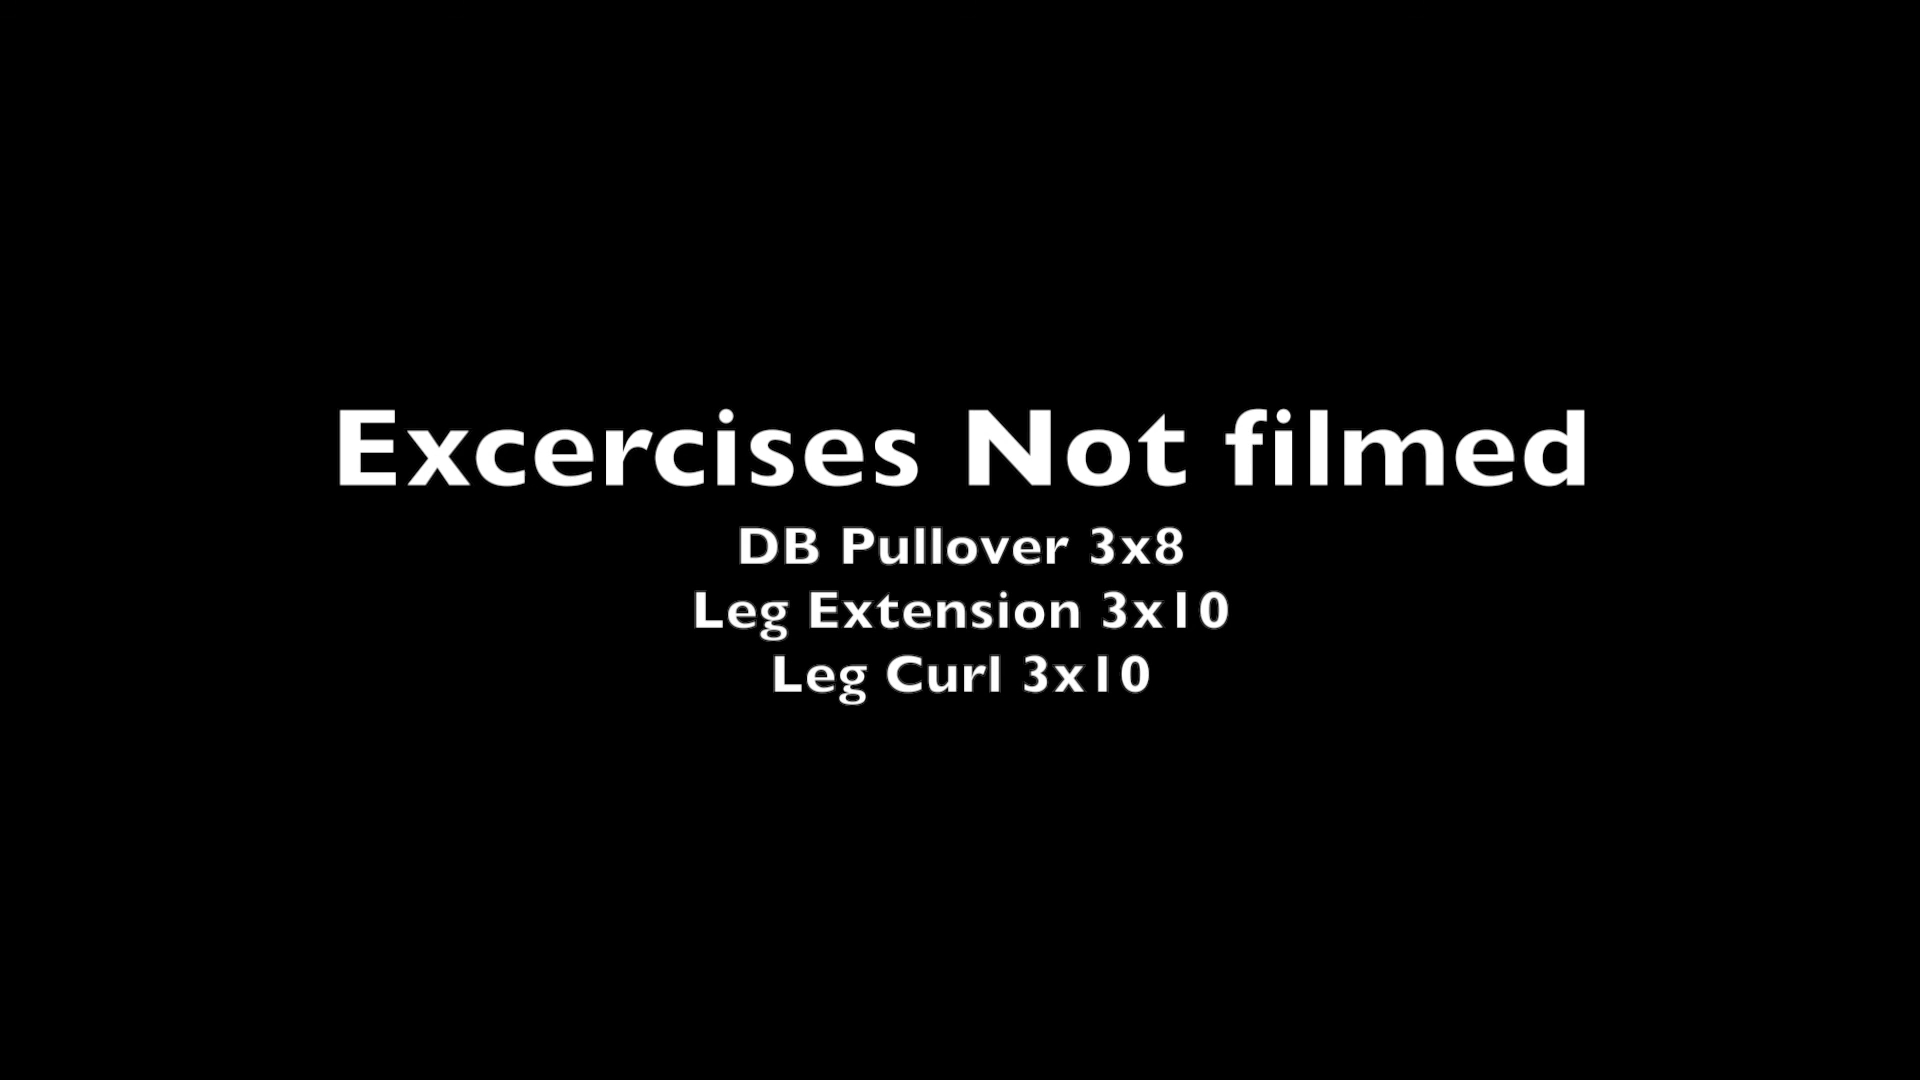 Excercises Not filmed
DB Pullover 3x8
Leg Extension 3x10
Leg Curl 3x10